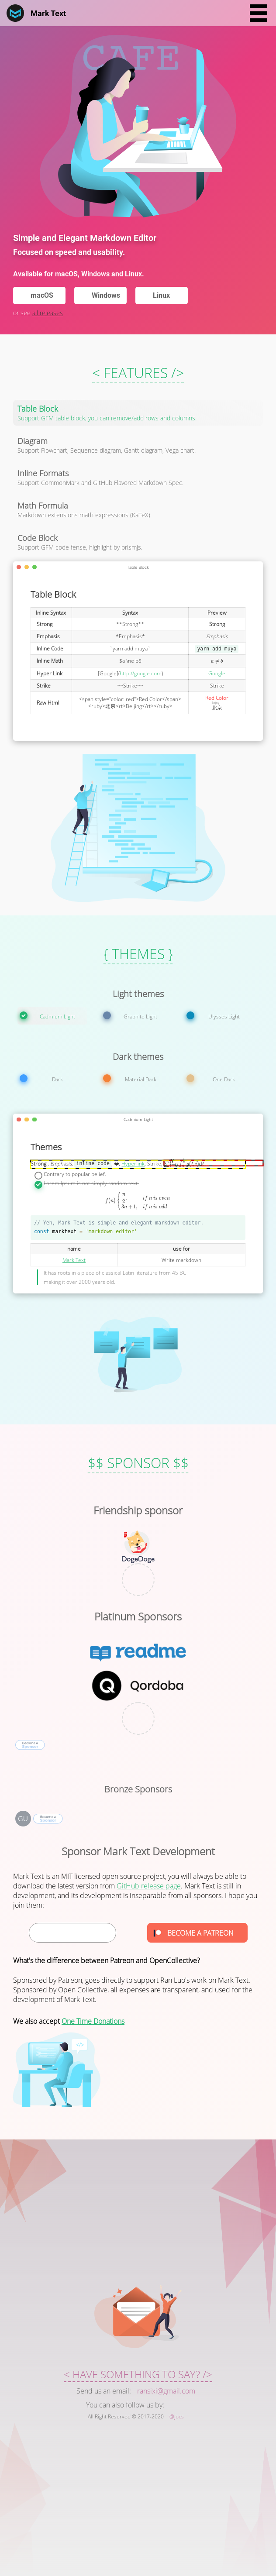 Mark Text
CAFE
Simple and Elegant Markdown Editor
Focused on speed and usability.
Available for macOS, Windows and Linux.
macOS
Windows
Linux
or see all releases
< FEATURES />
Table Block
Support GFM table block, you can remove/add rows and columns.
Diagram
Support Flowchart, Sequence diagram, Gantt diagram, Vega chart.
Inline Formats
Support CommonMark and GitHub Flavored Markdown Spec.
Math Formula
Markdown extensions math expressions (KaTeX).
Code Block
Support GFM code fense, highlight by prismjs.
Table Block
Table Block
Inline Syntax Syntax Preview
Strong **Strong** Strong
Emphasis *Emphasis* Emphasis
Inline Code `yarn add muya` yarn add muya
Inline Math $a \ne b$ a ≠ b
Hyper Link [Google](http://google.com) Google
Strike ~~Strike~~ Strike
Raw Html <span style="color: red">Red Color</span> Red Color
<ruby>北京<rt>Beijing</rt></ruby> 北京
{ THEMES }
Light themes
Cadmium Light
Graphite Light
Ulysses Light
Dark themes
Dark
Material Dark
One Dark
Cadmium Light
Themes
Strong Emphasis inline code ❤ Hyperlink
Contrary to popular belief.
Lorem Ipsum is not simply random text.
f(n) { n/2, if n is even
3n + 1, if n is odd
// Yeh, Mark Text is simple and elegant markdown editor.
const marktext = 'markdown editor'
name use for
Mark Text Write markdown
It has roots in a piece of classical Latin literature from 45 BC
making it over 2000 years old.
$$ SPONSOR $$
Friendship sponsor
DogeDoge
Platinum Sponsors
readme
Qordoba
Become a
Sponsor
Bronze Sponsors
GU
Become a
Sponsor
Sponsor Mark Text Development
Mark Text is an MIT licensed open source project, you will always be able to
download the latest version from GitHub release page. Mark Text is still in
development, and its development is inseparable from all sponsors. I hope you
join them:
BECOME A PATREON
What's the difference between Patreon and OpenCollective?
Sponsored by Patreon, goes directly to support Ran Luo's work on Mark Text.
Sponsored by Open Collective, all expenses are transparent, and used for the
development of Mark Text.
We also accept One Time Donations
< HAVE SOMETHING TO SAY? />
Send us an email: ransixi@gmail.com
You can also follow us by:
All Right Reserved © 2017-2020 @Jocs